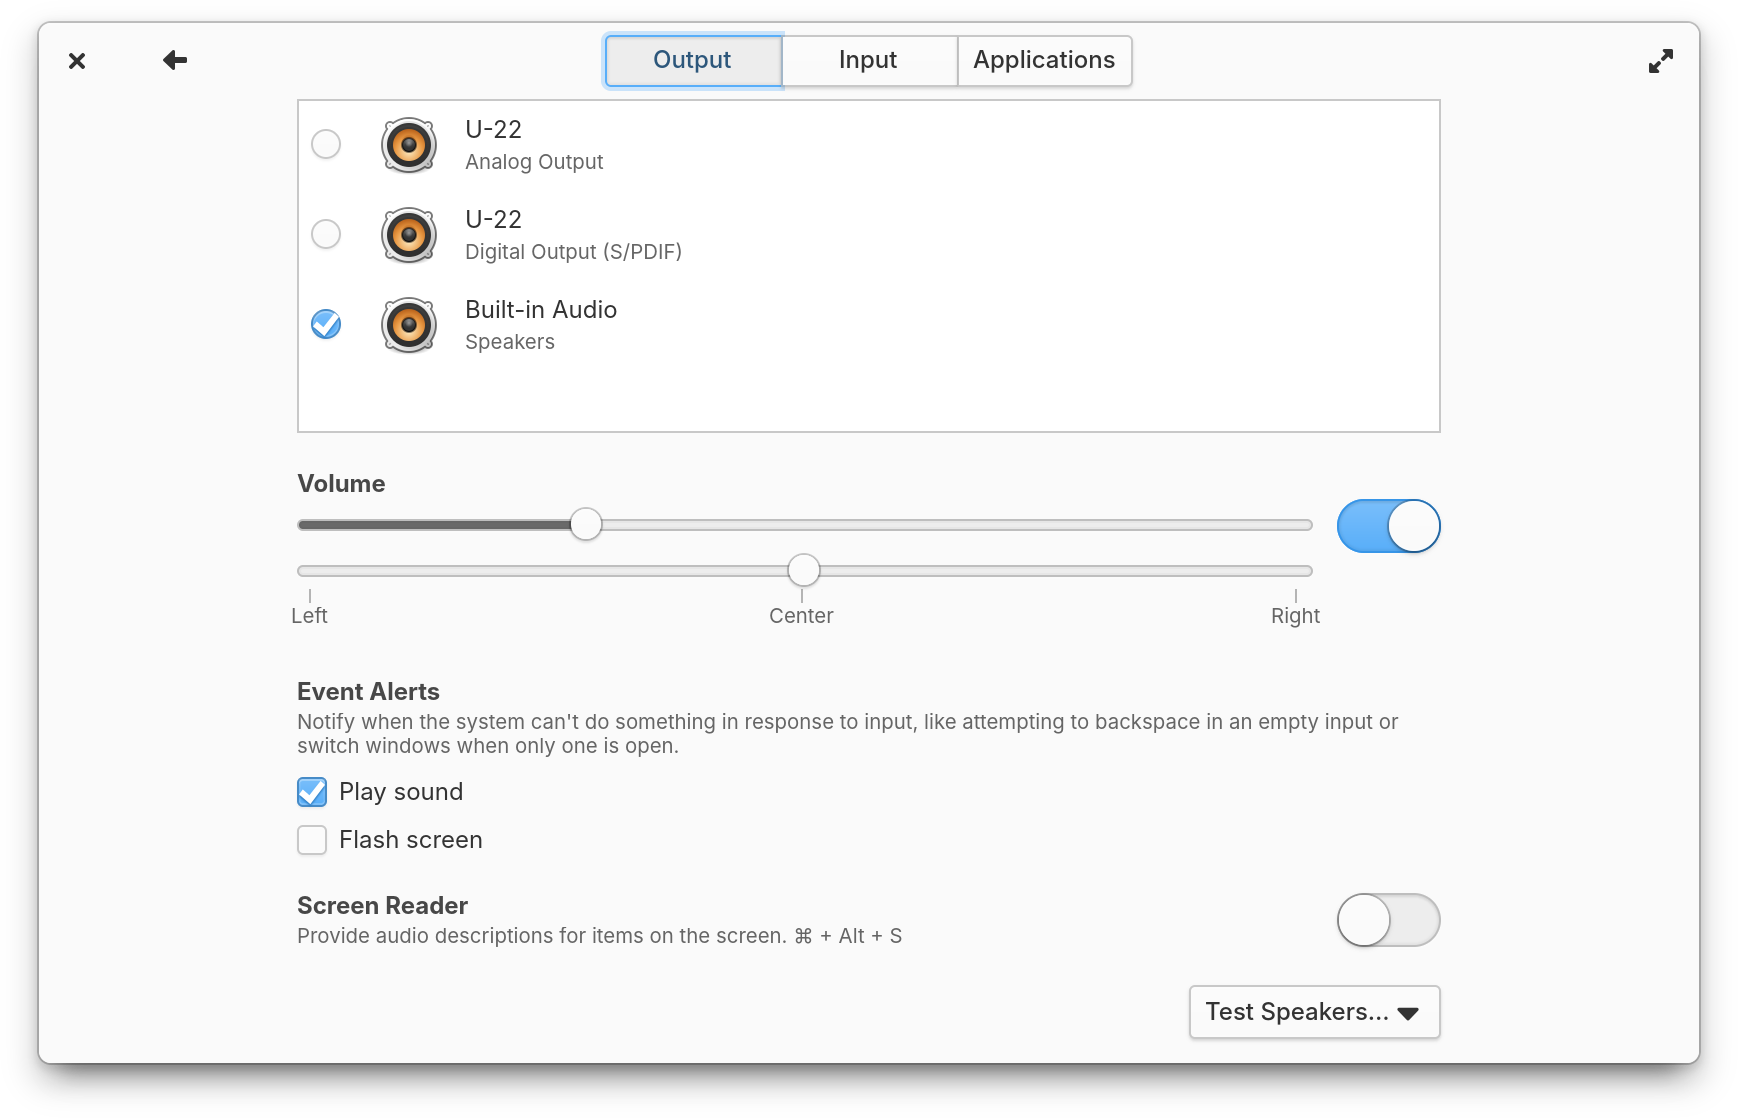 Output
Input
Applications
U-22
Analog Output
U-22
Digital Output (S/PDIF)
Built-in Audio
Speakers
Volume
Left
Center
Right
Event Alerts
Notify when the system can't do something in response to input, like attempting to backspace in an empty input or
switch windows when only one is open.
Play sound
Flash screen
Screen Reader
Provide audio descriptions for items on the screen. ⌘ + Alt + S
Test Speakers...